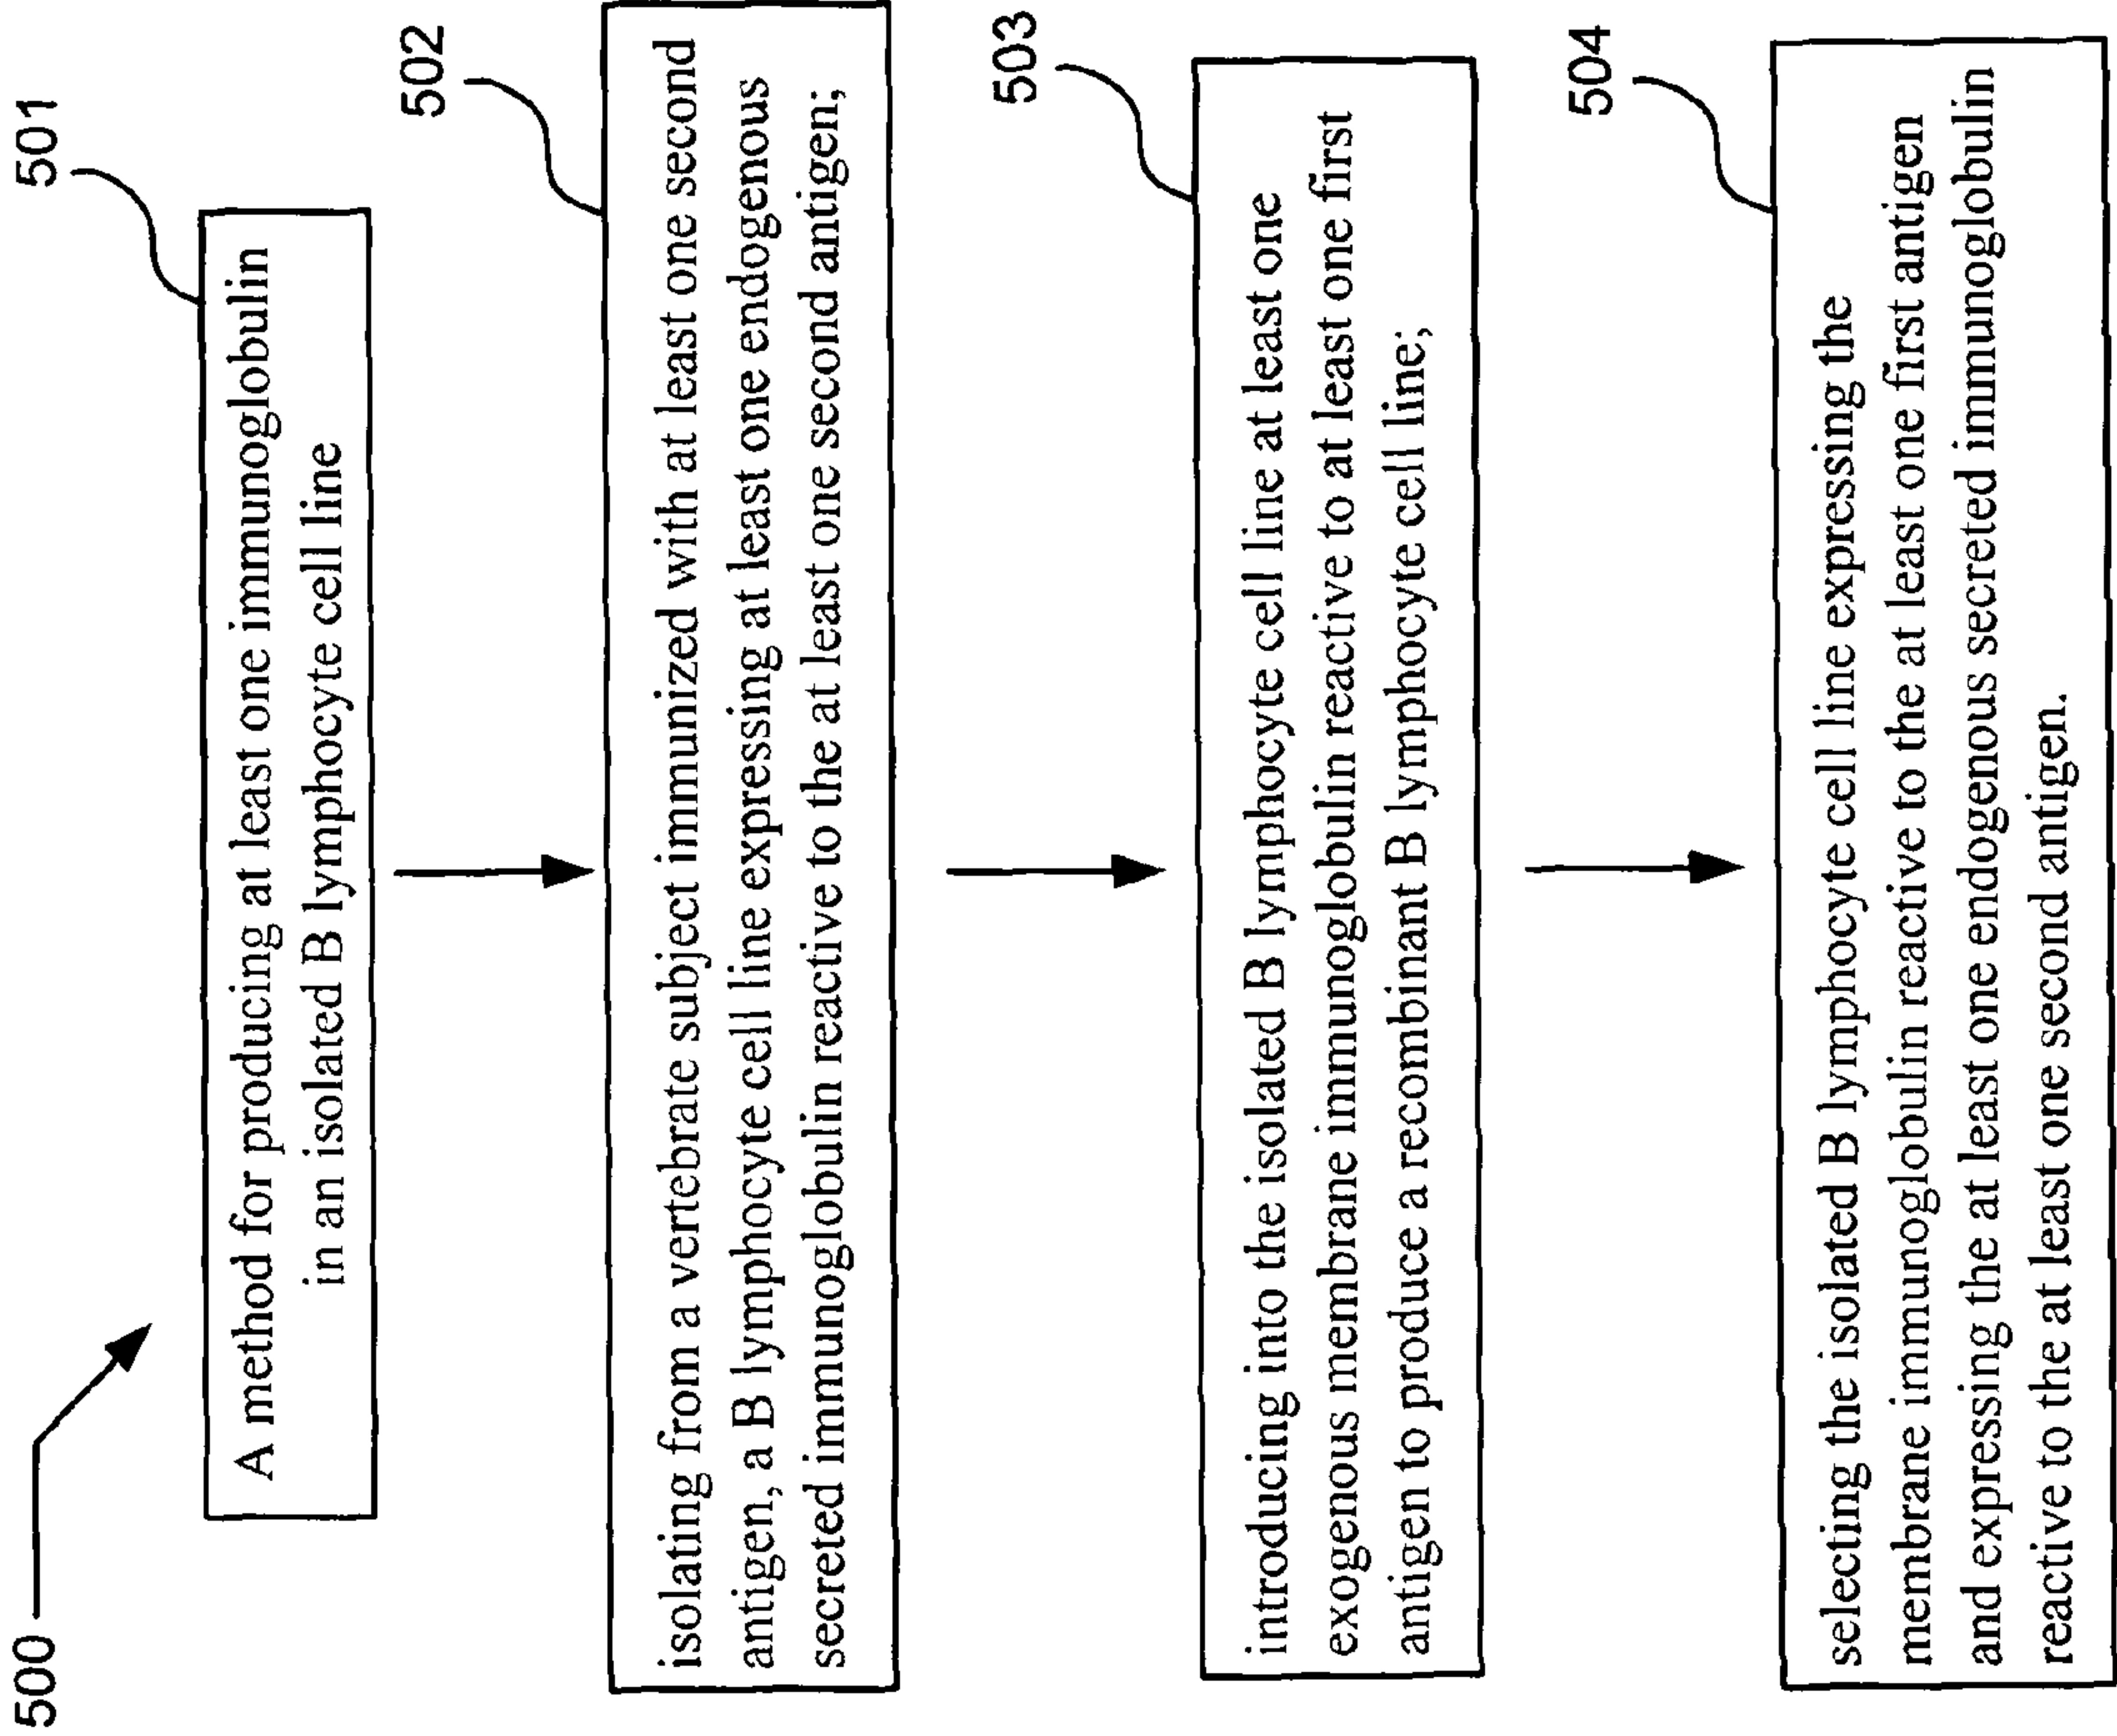 500
501
A method for producing at least one immunoglobulin
in an isolated B lymphocyte cell line
502
isolating from a vertebrate subject immunized with at least one second
antigen, a B lymphocyte cell line expressing at least one endogenous
secreted immunoglobulin reactive to the at least one second antigen;
503
introducing into the isolated B lymphocyte cell line at least one
exogenous membrane immunoglobulin reactive to at least one first
antigen to produce a recombinant B lymphocyte cell line;
504
selecting the isolated B lymphocyte cell line expressing the
membrane immunoglobulin reactive to the at least one first antigen
and expressing the at least one endogenous secreted immunoglobulin
reactive to the at least one second antigen.